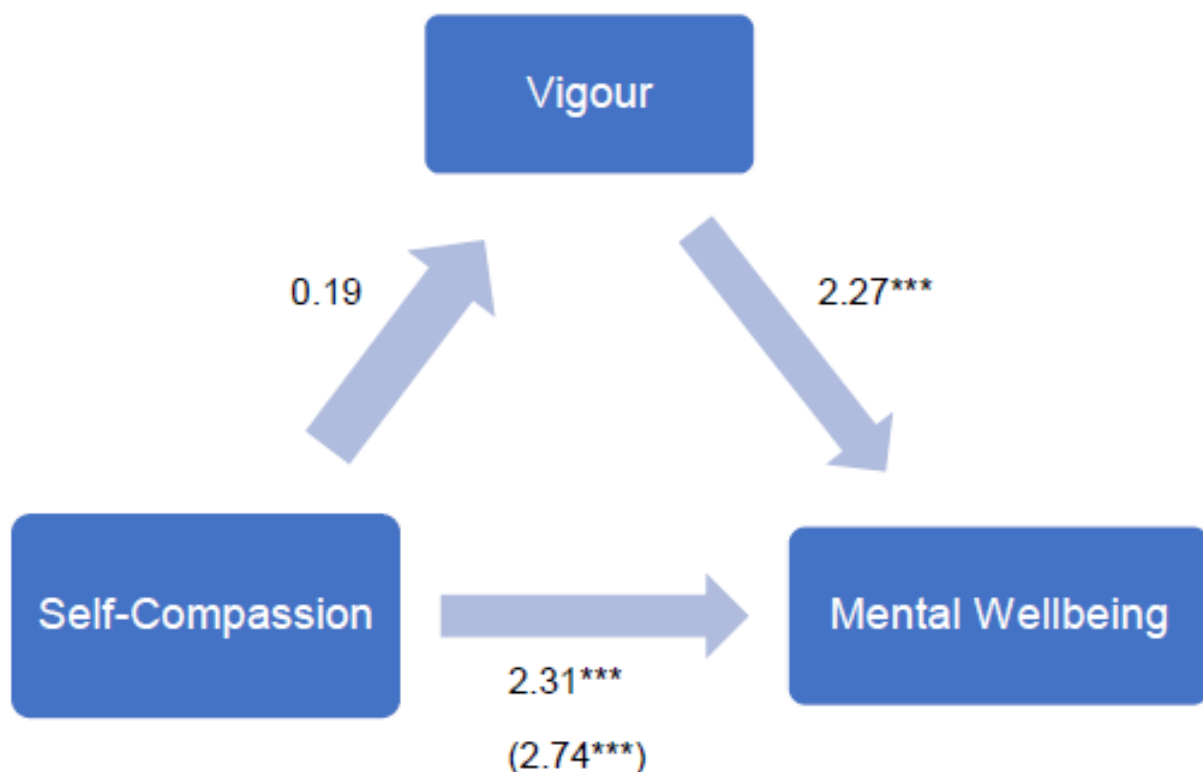 Vigour
0.19
2.27***
Self-Compassion
Mental Wellbeing
2.31***
(2.74***)